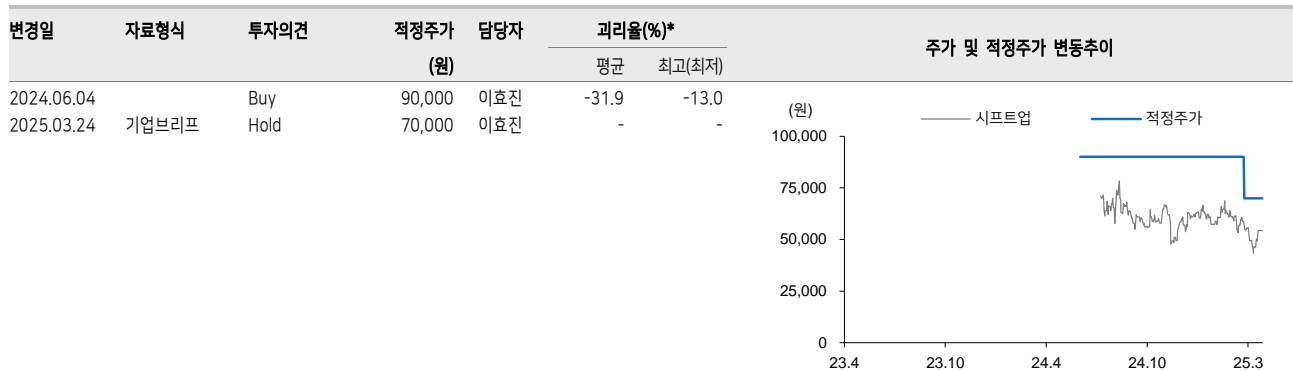 변경일 자료형식 투자의견 적정주가 담당자 괴리율(%)* 주가 및 적정주가 변동추이
(원) 평균 최고(최저)
2024.06.04 Buy 90,000 이효진 -31.9 -13.0
2025.03.24 기업브리프 Hold 70,000 이효진 - -
(원) 시프트업 적정주가
100,000
75,000
50,000
25,000
0
23.4 23.10 24.4 24.10 25.3